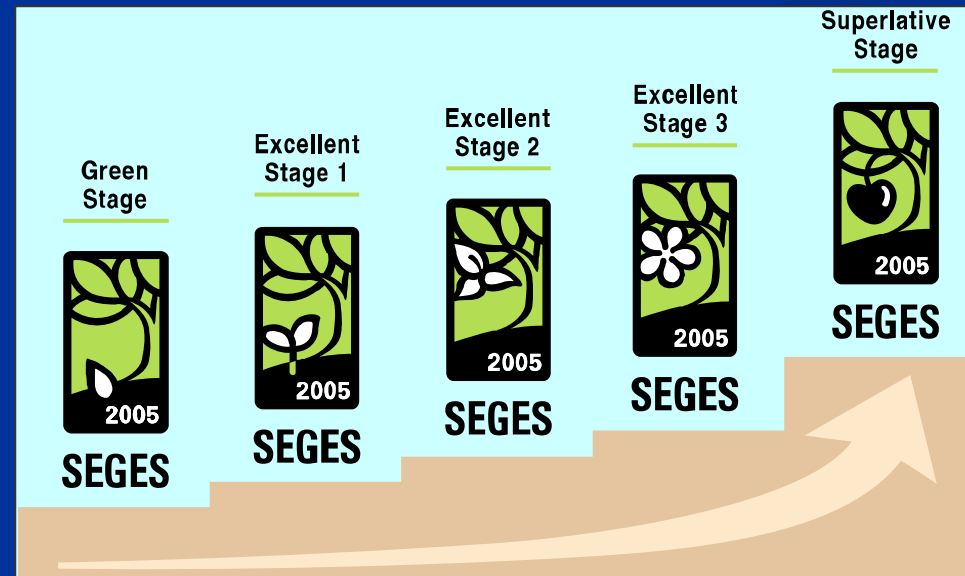 Green
Stage
2005
SEGES
Excellent
Stage 1
2005
SEGES
Excellent
Stage 2
2005
SEGES
Excellent
Stage 3
2005
SEGES
Superlative
Stage
2005
SEGES